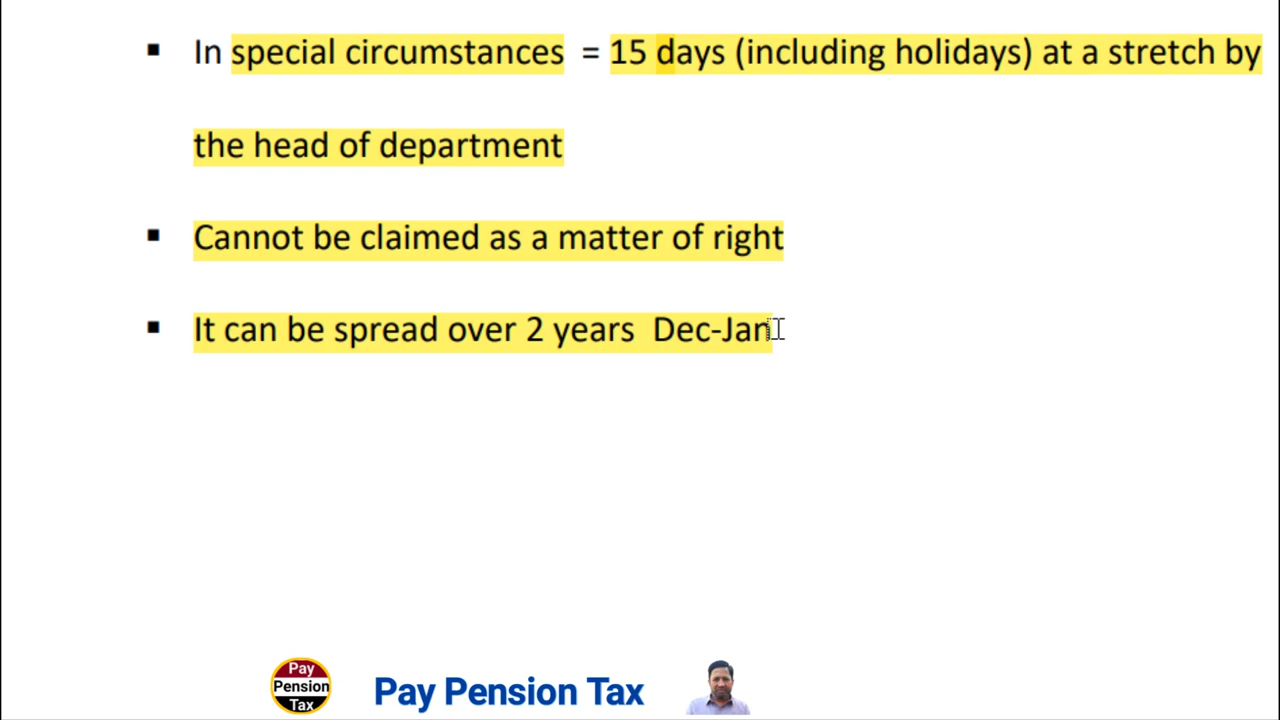 ▪ In special circumstances = 15 days (including holidays) at a stretch by
the head of department
▪ Cannot be claimed as a matter of right
▪ It can be spread over 2 years Dec-Jan
Pay
Pension
Tax
Pay Pension Tax